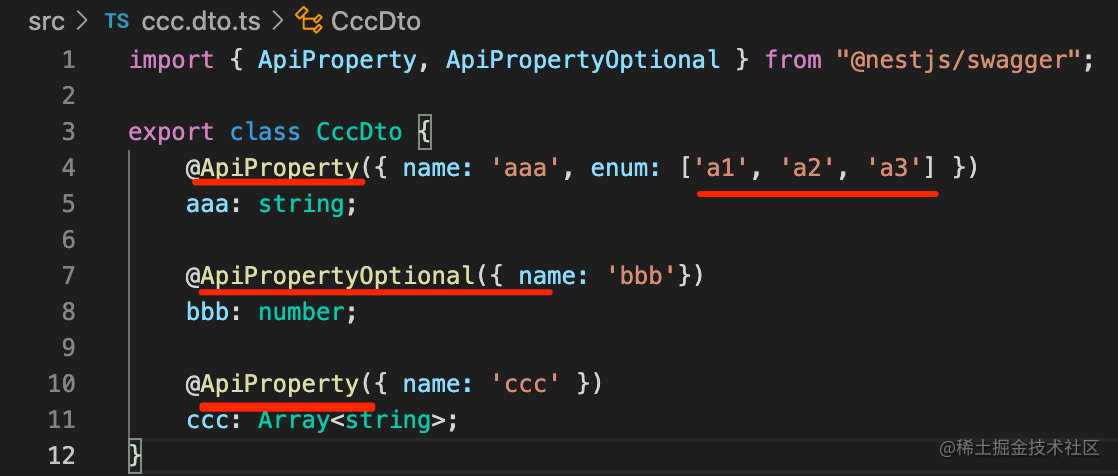 src > TS ccc.dto.ts > CccDto
1 import { ApiProperty, ApiPropertyOptional } from "@nestjs/swagger";
2
3 export class CccDto {
4     @ApiProperty({ name: 'aaa', enum: ['a1', 'a2', 'a3'] })
5     aaa: string;
6
7     @ApiPropertyOptional({ name: 'bbb'})
8     bbb: number;
9
10     @ApiProperty({ name: 'ccc' })
11     ccc: Array<string>;
12 }
@稀土掘金技术社区